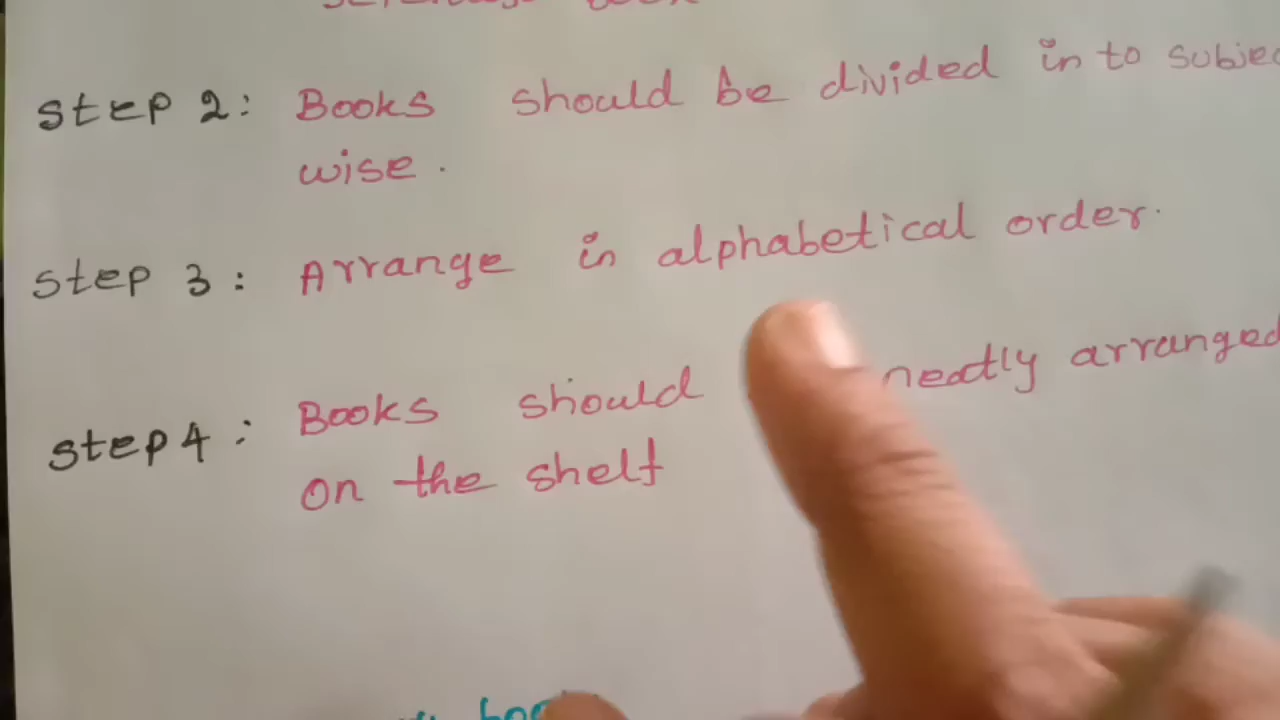 Step 2: Books should be divided in to subjec
wise.
Step 3: Arrange in alphabetical order.
Step 4: Books should neatly arranged
on the shelf